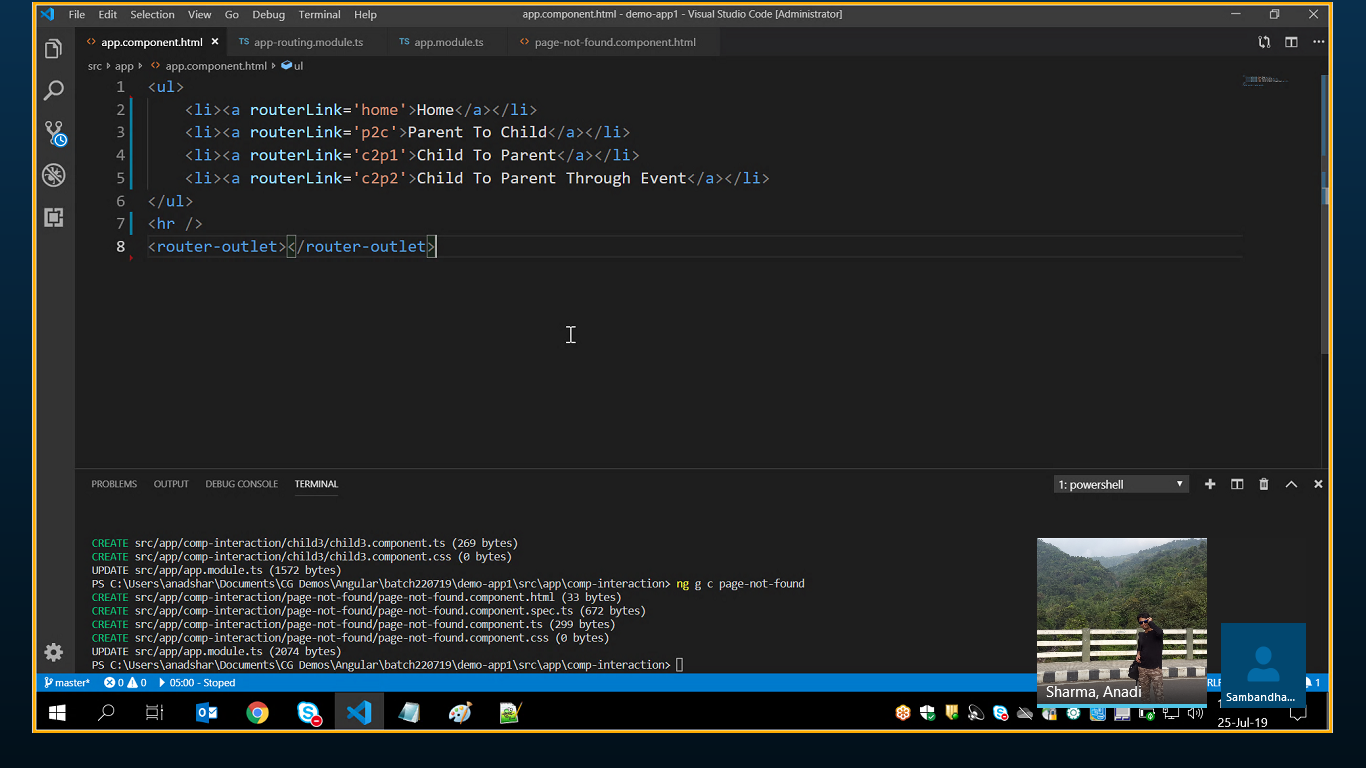 File Edit Selection View Go Debug Terminal Help app.component.html - demo-app1 - Visual Studio Code [Administrator]
app.component.html TS app-routing.module.ts TS app.module.ts page-not-found.component.html
src app app.component.html ul
1 <ul>
2 <li><a routerLink='home'>Home</a></li>
3 <li><a routerLink='p2c'>Parent To Child</a></li>
4 <li><a routerLink='c2p1'>Child To Parent</a></li>
5 <li><a routerLink='c2p2'>Child To Parent Through Event</a></li>
6 </ul>
7 <hr />
8 <router-outlet></router-outlet>
PROBLEMS OUTPUT DEBUG CONSOLE TERMINAL 1: powershell
CREATE src/app/comp-interaction/child3/child3.component.ts (269 bytes)
CREATE src/app/comp-interaction/child3/child3.component.css (0 bytes)
UPDATE src/app/app.module.ts (1572 bytes)
PS C:\Users\anadshar\Documents\CG Demos\Angular\batch220719\demo-app1\src\app\comp-interaction> ng g c page-not-found
CREATE src/app/comp-interaction/page-not-found/page-not-found.component.html (33 bytes)
CREATE src/app/comp-interaction/page-not-found/page-not-found.component.spec.ts (672 bytes)
CREATE src/app/comp-interaction/page-not-found/page-not-found.component.ts (299 bytes)
CREATE src/app/comp-interaction/page-not-found/page-not-found.component.css (0 bytes)
UPDATE src/app/app.module.ts (2074 bytes)
PS C:\Users\anadshar\Documents\CG Demos\Angular\batch220719\demo-app1\src\app\comp-interaction>
master* 0 0 05:00 - Stoped 1
Sharma, Anadi
Sambandha...
25-Jul-19